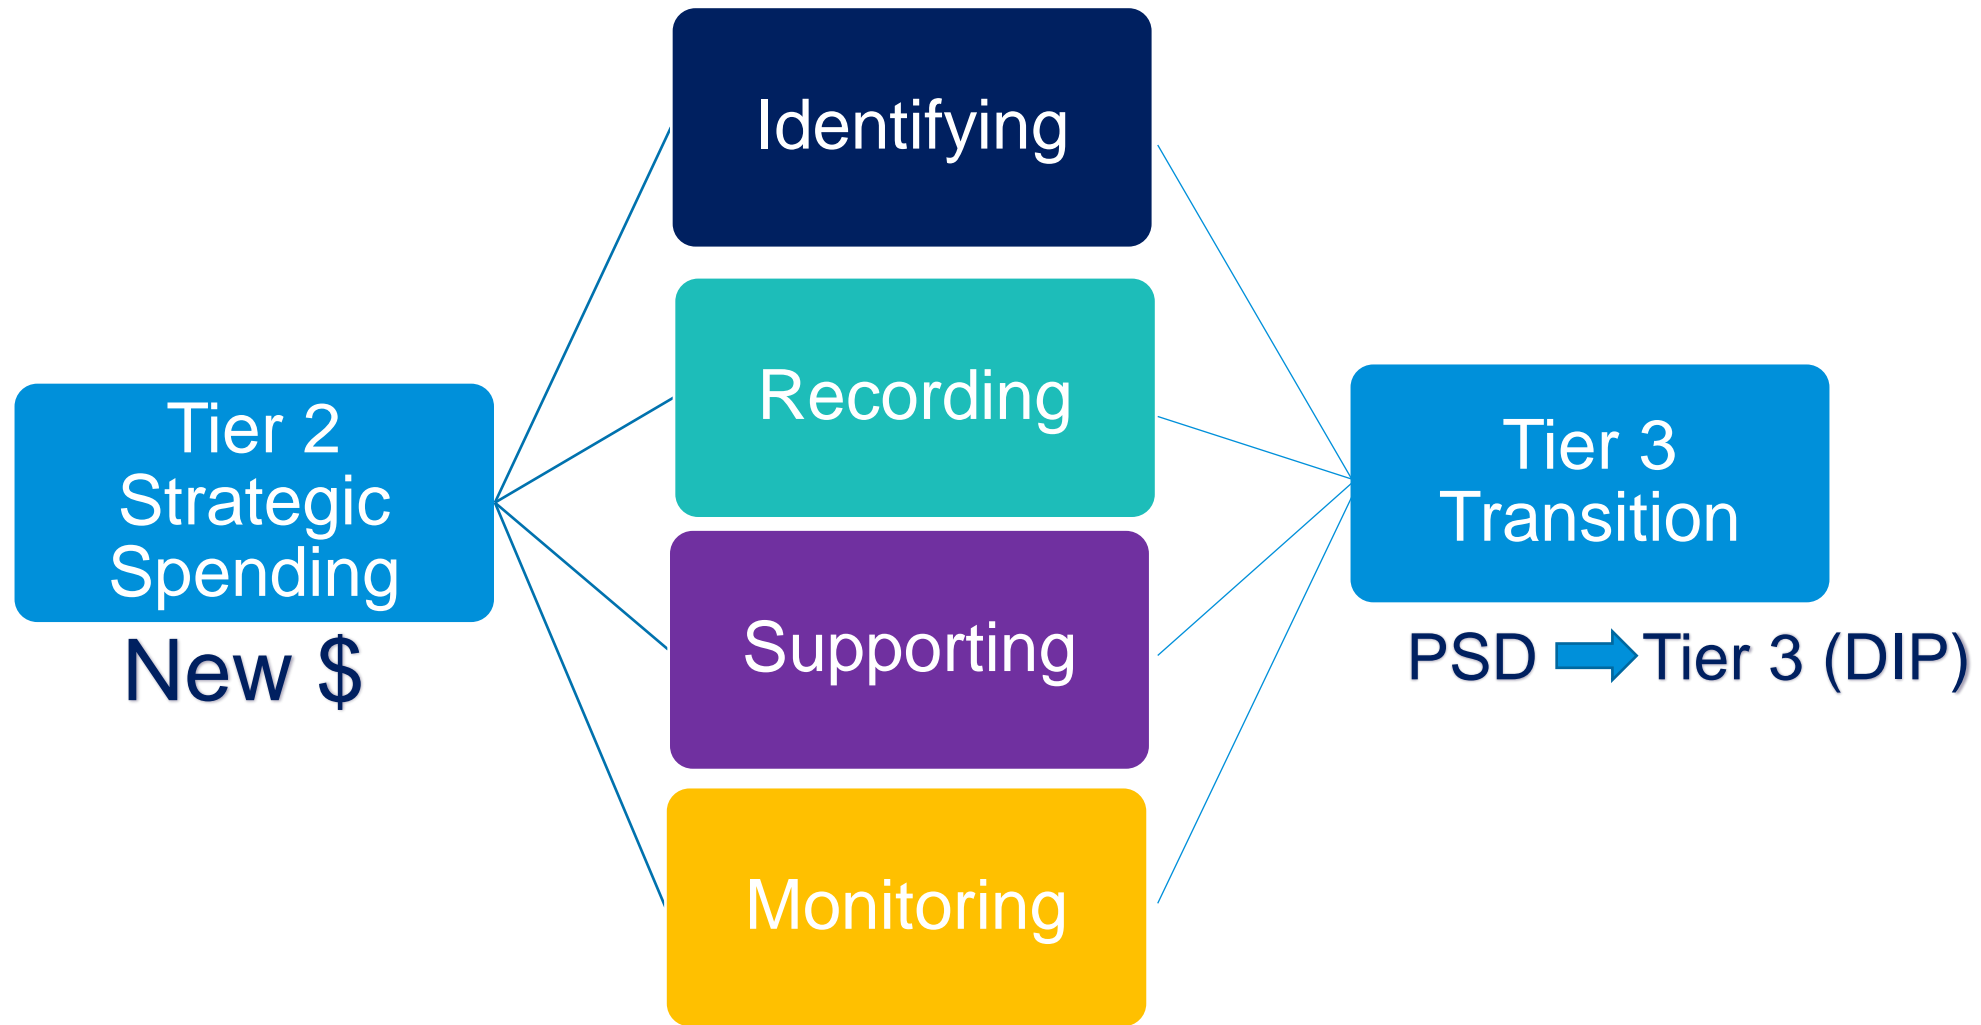 Tier 2
Strategic
Spending
New $
Identifying
Recording
Supporting
Monitoring
Tier 3
Transition
PSD Tier 3 (DIP)